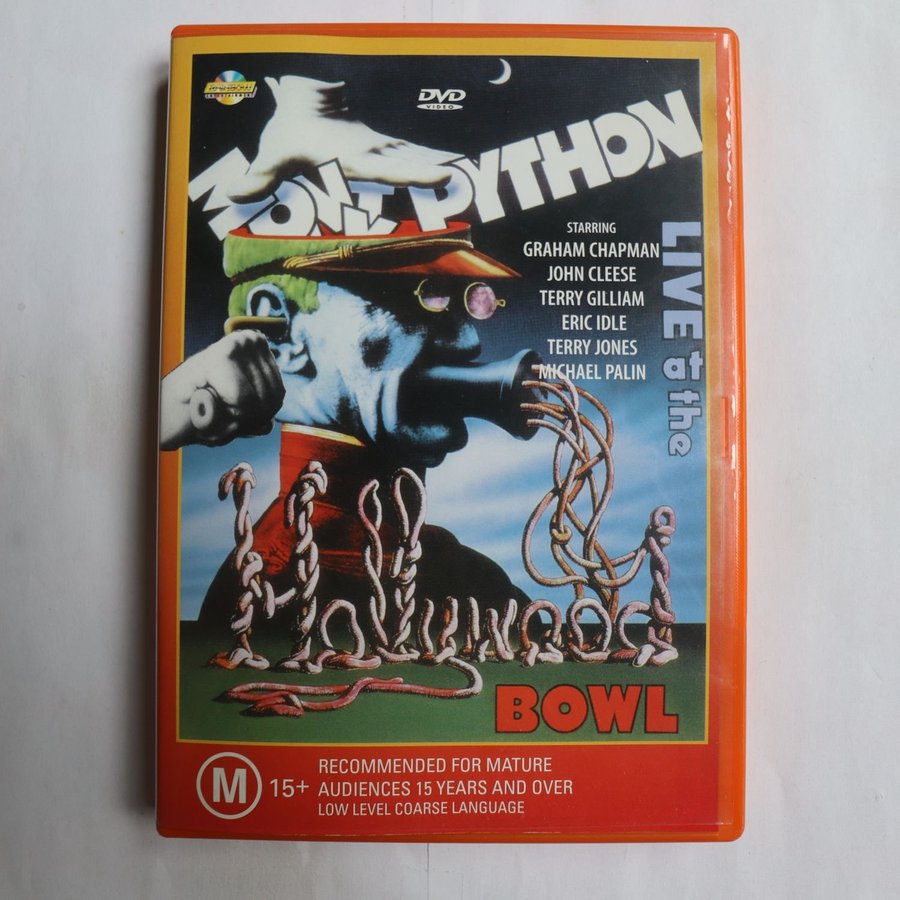 DVD
VIDEO
MONTY PYTHON
LIVE at the
STARRING
GRAHAM CHAPMAN
JOHN CLEESE
TERRY GILLIAM
ERIC IDLE
TERRY JONES
MICHAEL PALIN
Hollywood
BOWL
M 15+
RECOMMENDED FOR MATURE
AUDIENCES 15 YEARS AND OVER
LOW LEVEL COARSE LANGUAGE